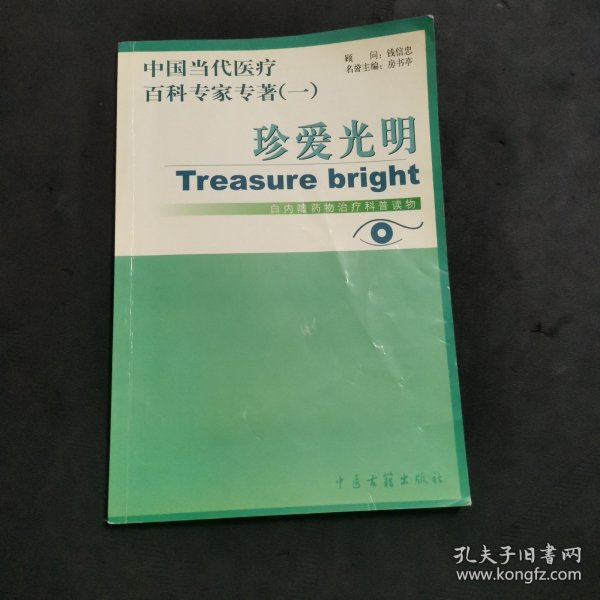 中国当代医疗
百科专家专著(一)
顾 问：钱信忠
名誉主编：房书亭
珍爱光明
Treasure bright
白内障药物治疗科普读物
中医古籍出版社
孔夫子旧书网
www.kongfz.com